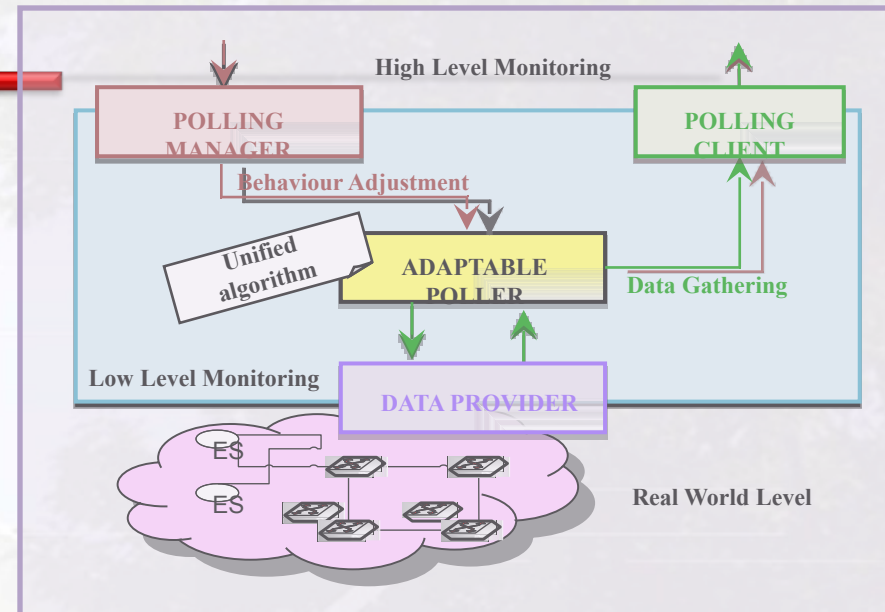 High Level Monitoring
POLLING
MANAGER
POLLING
CLIENT
Behaviour Adjustment
Unified
algorithm
ADAPTABLE
POLLER
Data Gathering
Low Level Monitoring
DATA PROVIDER
ES
ES
Real World Level